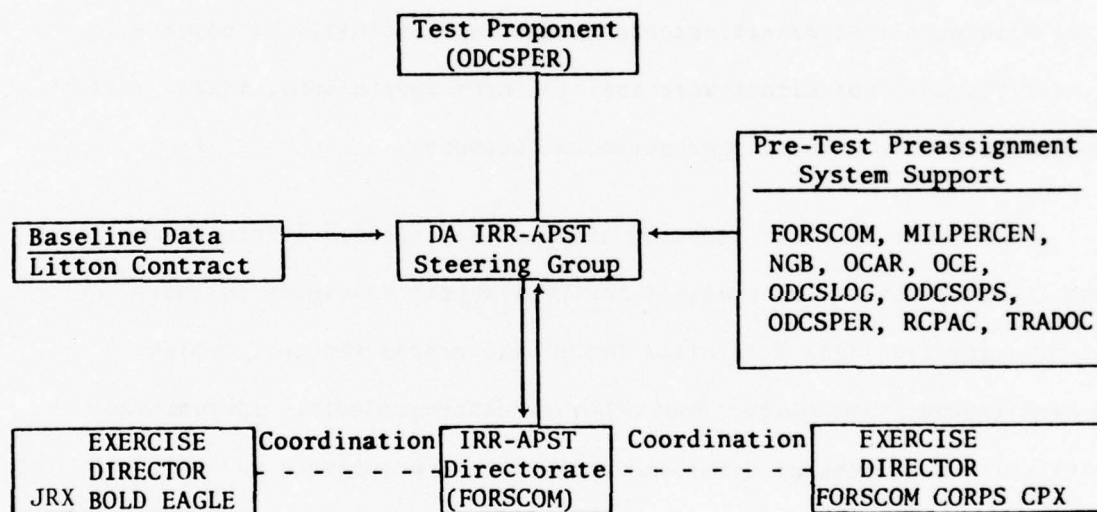 Test Proponent
(ODCSPER)
Pre-Test Preassignment
System Support
FORSCOM, MILPERCEN,
NGB, OCAR, OCE,
ODCSLOG, ODCSOPS,
ODCSPER, RCPAC, TRADOC
Baseline Data
Litton Contract
DA IRR-APST
Steering Group
EXERCISE
DIRECTOR
JRX BOLD EAGLE
Coordination
IRR-APST
Directorate
(FORSCOM)
Coordination
EXERCISE
DIRECTOR
FORSCOM CORPS CPX